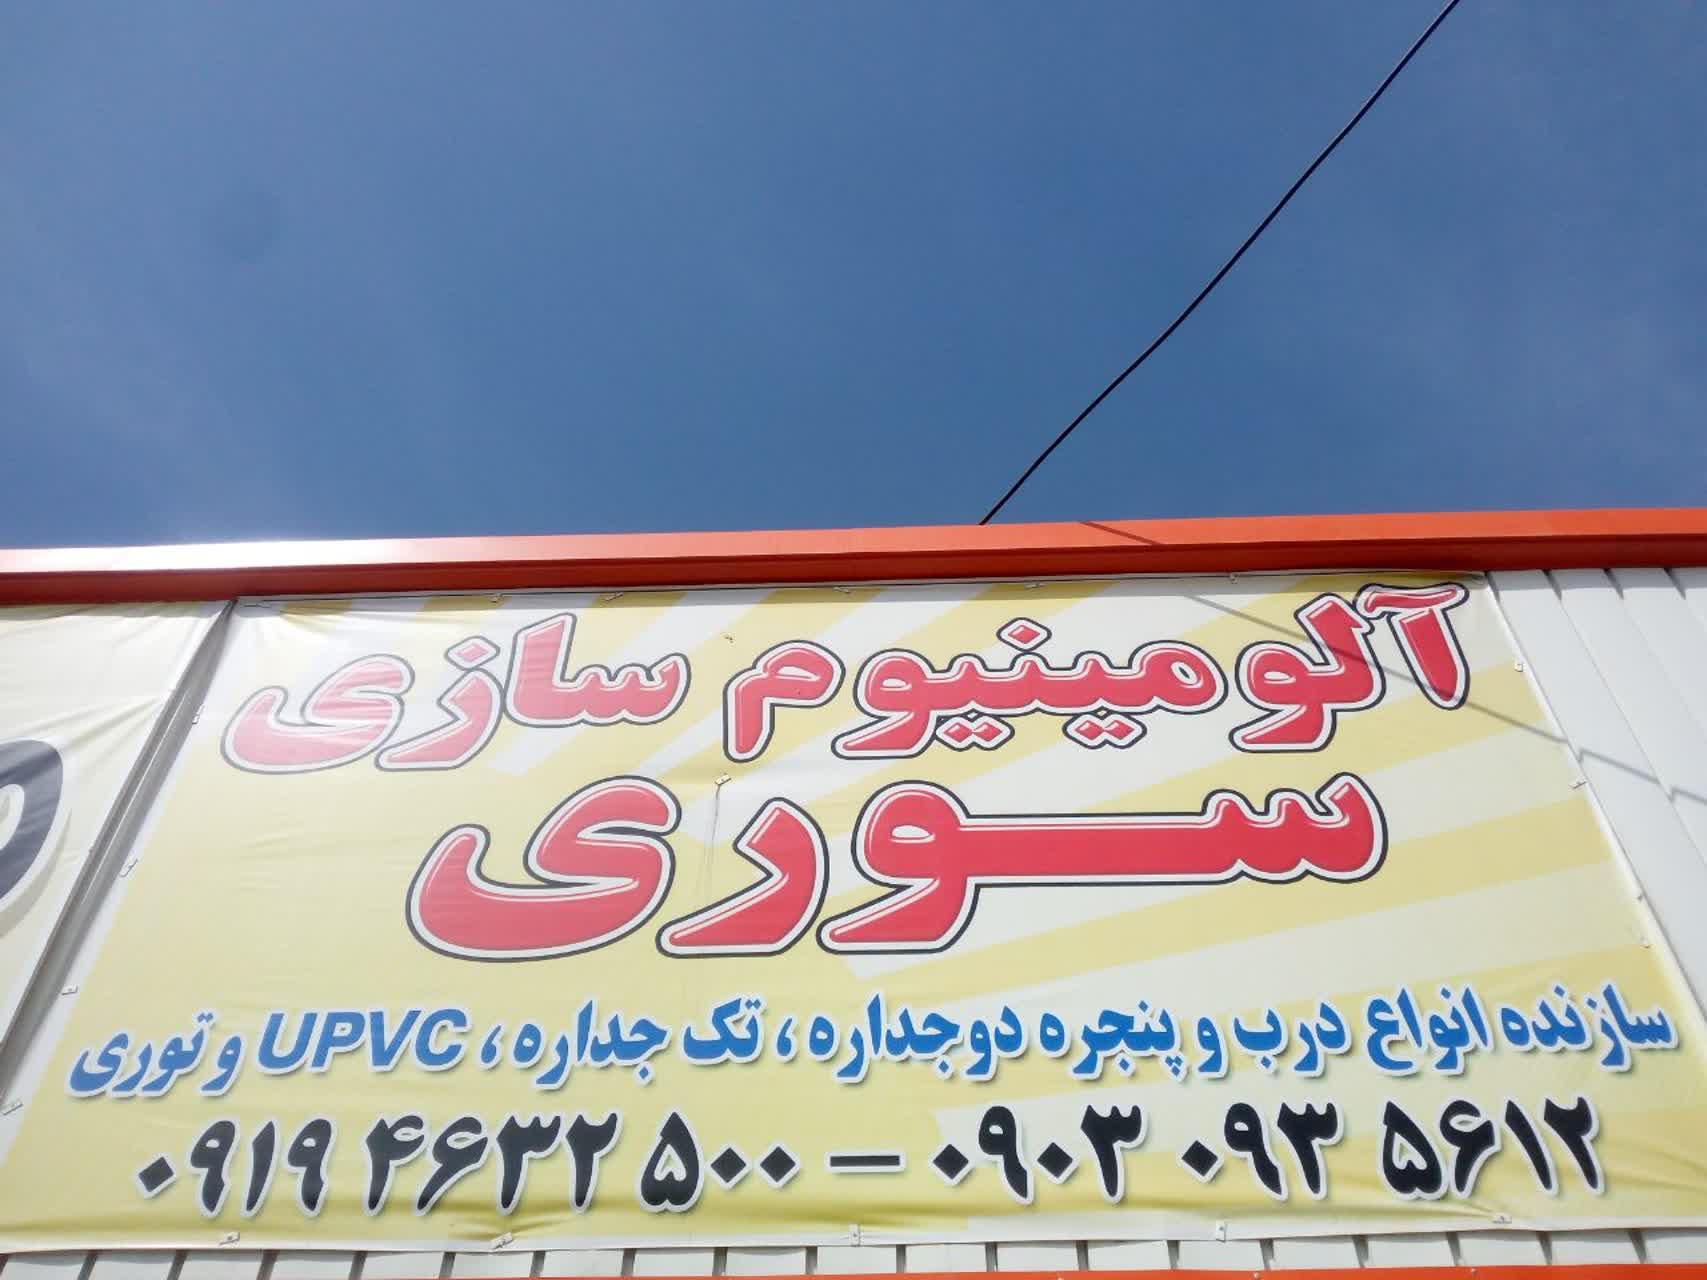 آلومینیوم سازی
سوری
سازنده انواع درب و پنجره دوجداره ، تک جداره ، UPVC و توری
۰۹۱۹ ۴۶۳۲ ۵۰۰ – ۰۹۰۳ ۰۹۳ ۵۶۱۲